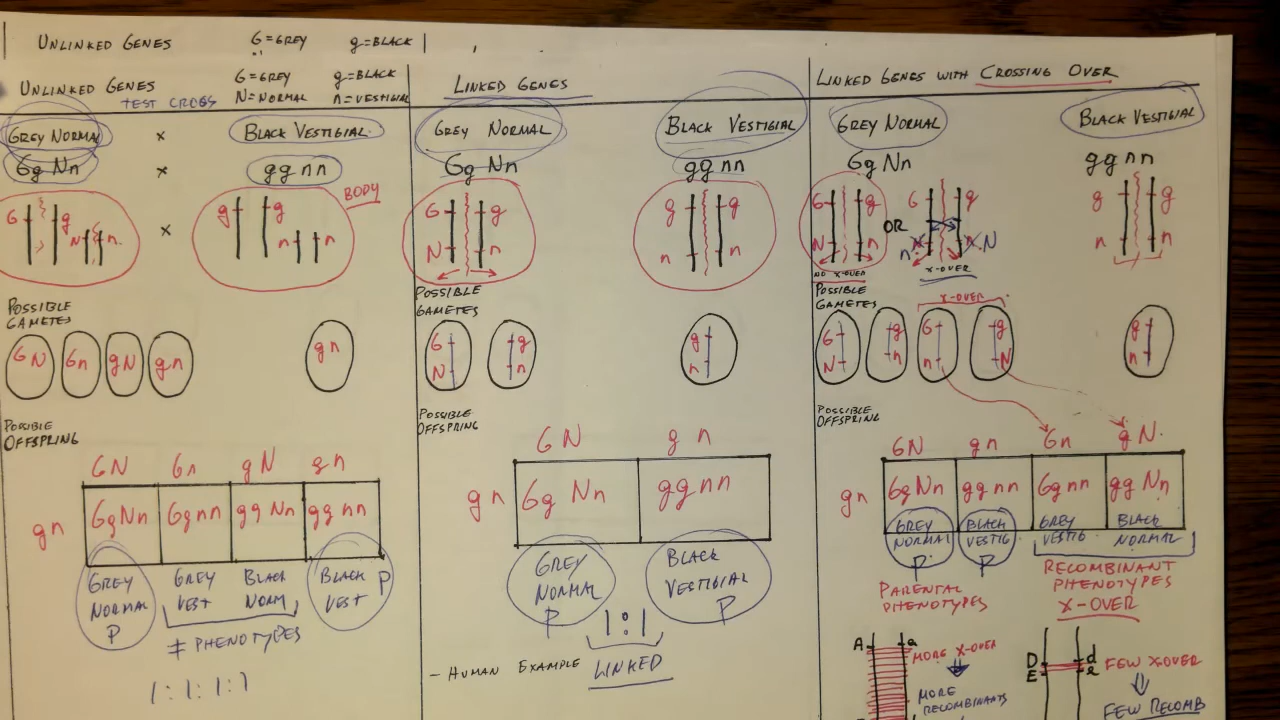 UNLINKED GENES G=GREY g=BLACK
UNLINKED GENES G=GREY g=BLACK
TEST CROSS N=NORMAL n=VESTIGIAL
GREY NORMAL x BLACK VESTIGIAL
Gg Nn x gg nn
BODY
G g N n x g g n n
POSSIBLE
GAMETES
GN Gn gN gn gn
POSSIBLE
OFFSPRING
GN Gn gN gn
gn GgNn Ggnn gg Nn gg nn
GREY
NORMAL
P
GREY
VEST
BLACK
NORM
BLACK
VEST P
≠ PHENOTYPES
1:1:1:1
LINKED GENES
GREY NORMAL BLACK VESTIGIAL
Gg Nn gg nn
G g g g
N n n n
POSSIBLE
GAMETES
G g g
N n n
POSSIBLE
OFFSPRING
GN gn
gn Gg Nn ggnn
GREY
NORMAL
P
BLACK
VESTIGIAL
P
1:1
- HUMAN EXAMPLE LINKED
LINKED GENES WITH CROSSING OVER
GREY NORMAL BLACK VESTIGIAL
Gg Nn gg nn
G g OR G g g g
N n n N n n
NO X-OVER X-OVER
POSSIBLE
GAMETES X-OVER
G g G g g
N n n N n
POSSIBLE
OFFSPRING
GN gn Gn gN
gn GgNn gg nn Ggnn gg Nn
GREY
NORMAL
P
BLACK
VESTIG
P
GREY
VESTIG
BLACK
NORMAL
PARENTAL
PHENOTYPES
RECOMBINANT
PHENOTYPES
X-OVER
A a MORE X-OVER
MORE
RECOMBINANTS
D d FEW X-OVER
E e
FEW RECOMB